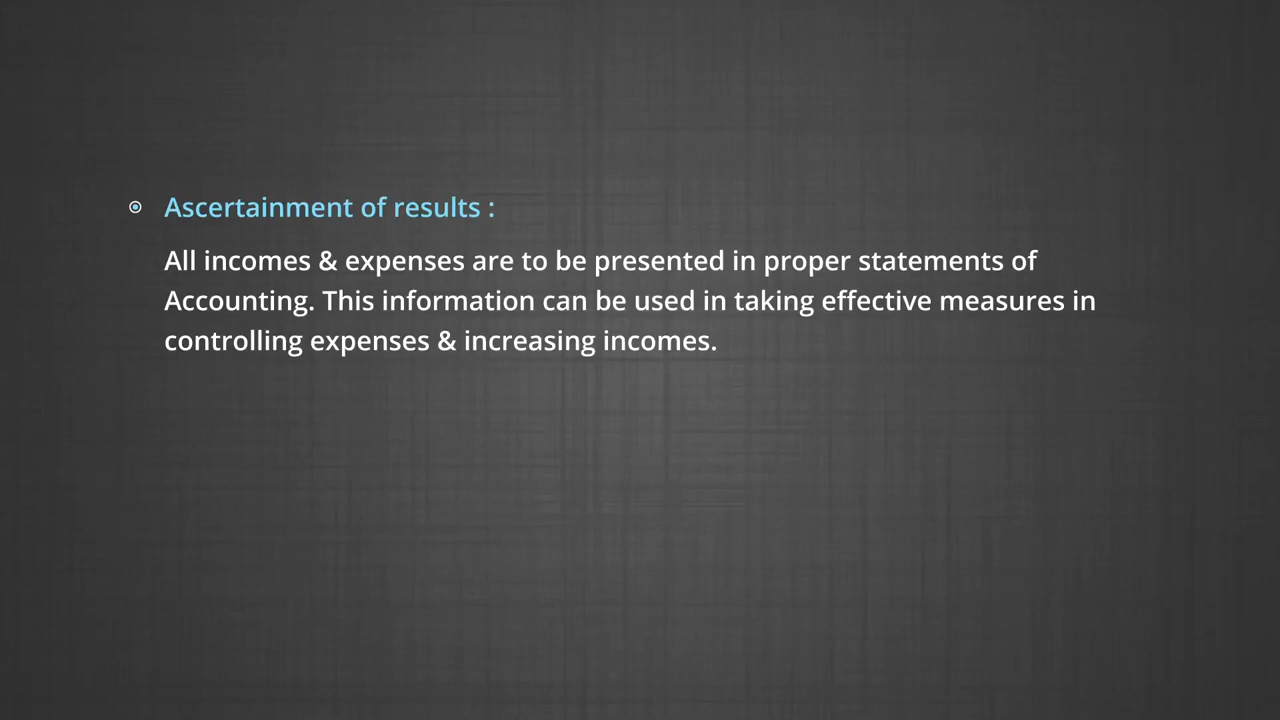 Ascertainment of results :
All incomes & expenses are to be presented in proper statements of
Accounting. This information can be used in taking effective measures in
controlling expenses & increasing incomes.